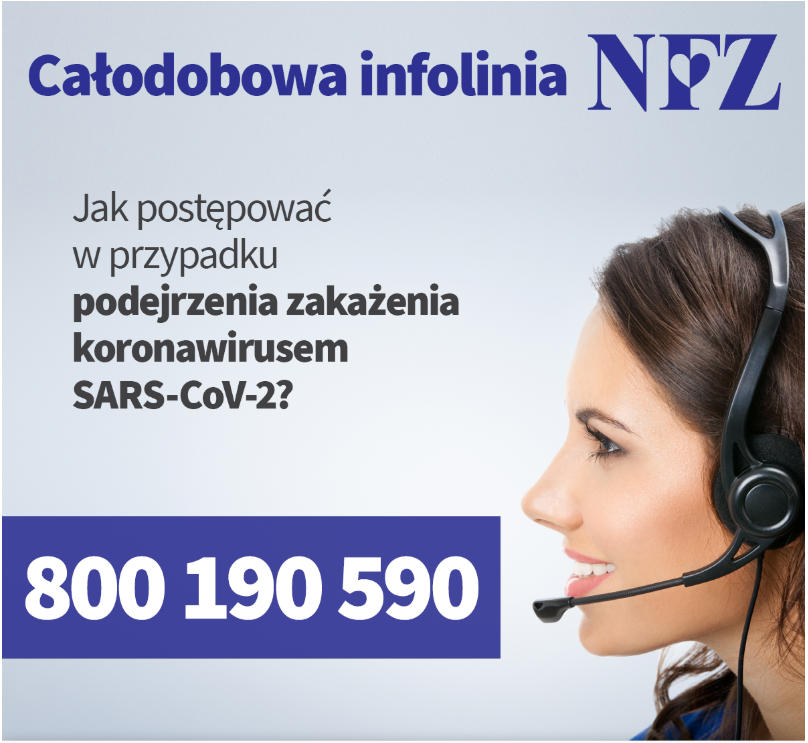 Całodobowa infolinia NFZ
Jak postępować
w przypadku
podejrzenia zakażenia
koronawirusem
SARS-CoV-2?
800 190 590